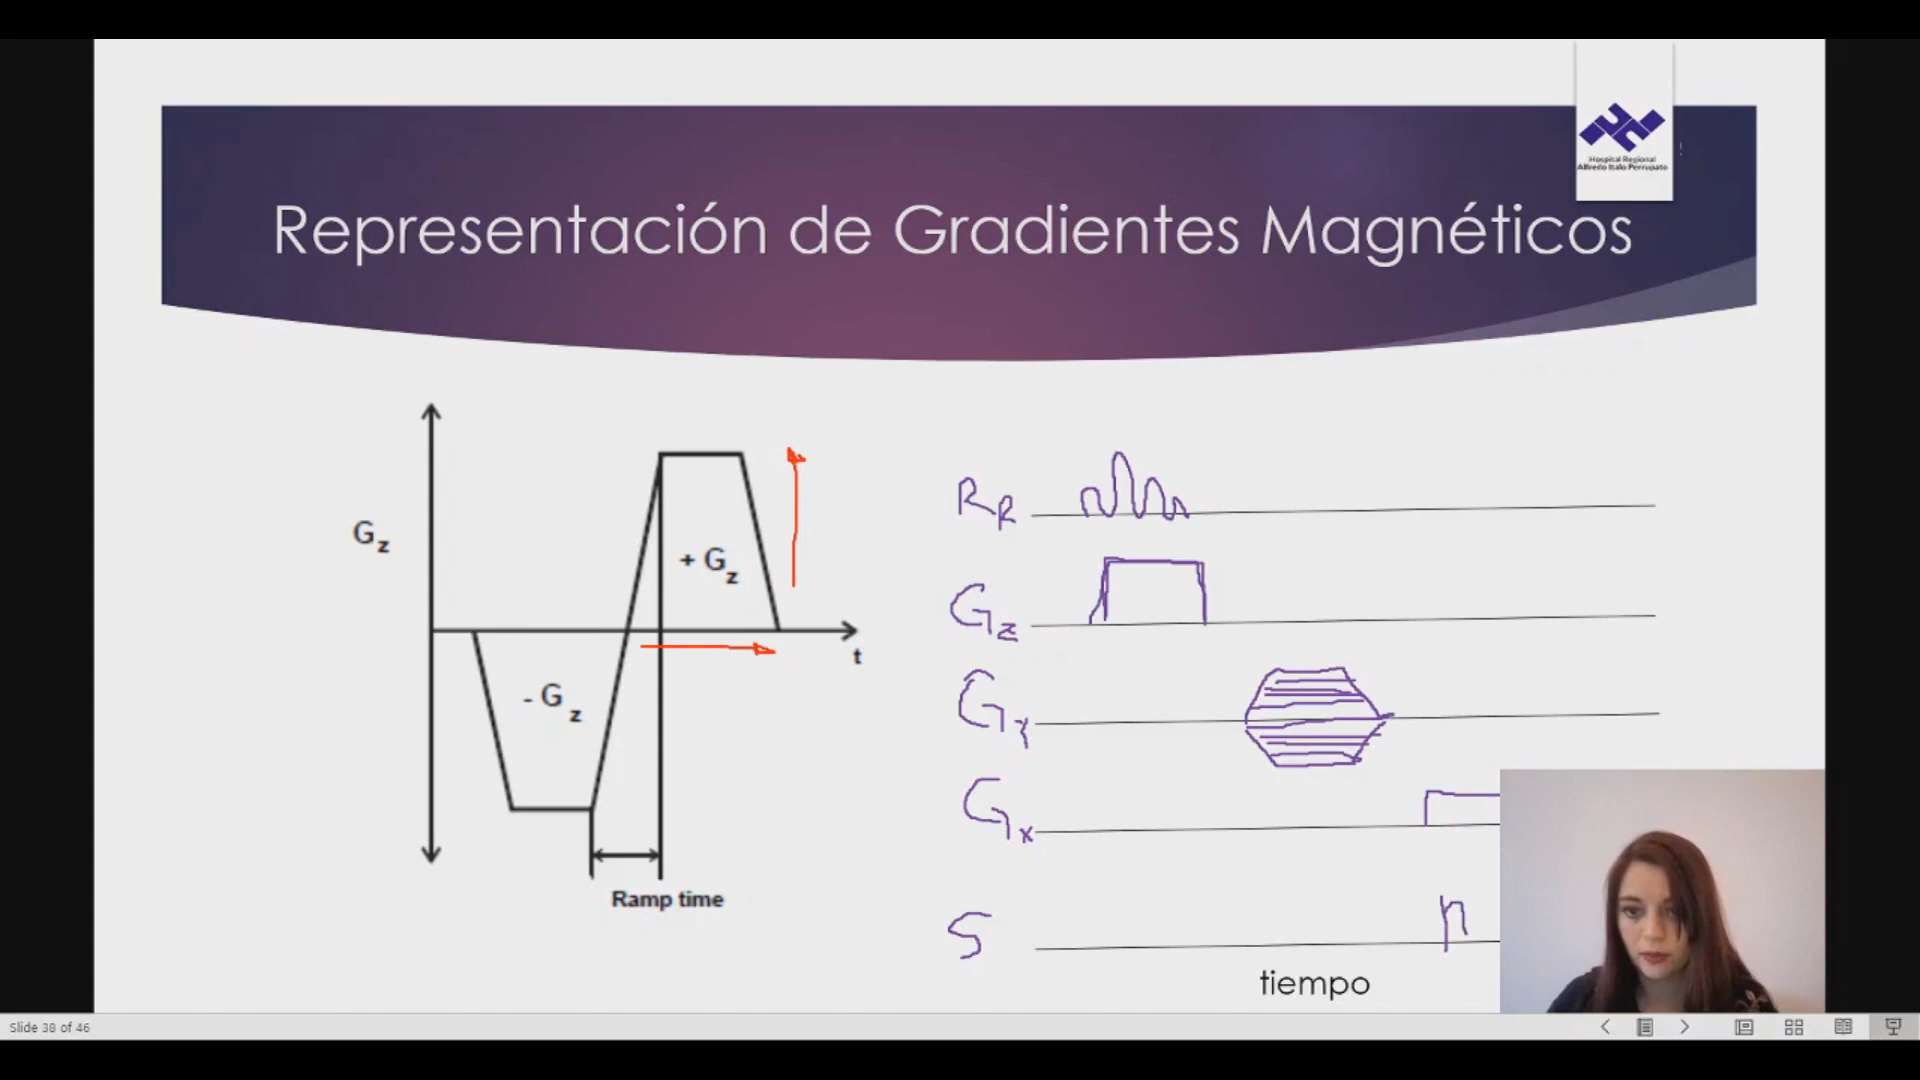 Hospital Regional
Alfredo Italo Perrupato
Representación de Gradientes Magnéticos
Gz
+ Gz
- Gz
t
Ramp time
RR
Gz
GY
Gx
S
tiempo
Slide 38 of 46